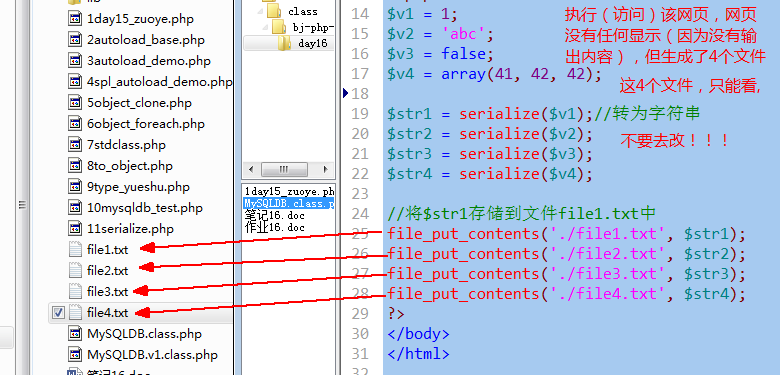 lib
1day15_zuoye.php
2autoload_base.php
3autoload_demo.php
4spl_autoload_demo.php
5object_clone.php
6object_foreach.php
7stdclass.php
8to_object.php
9type_yueshu.php
10mysqldb_test.php
11serialize.php
file1.txt
file2.txt
file3.txt
file4.txt
MySQLDB.class.php
MySQLDB.v1.class.php
笔记16.doc
class
bj-php-
day16
1day15_zuoye.ph
MySQLDB.class.p
笔记16.doc
作业16.doc
14 $v1 = 1;
15 $v2 = 'abc';
16 $v3 = false;
17 $v4 = array(41, 42, 42);
18
19 $str1 = serialize($v1);//转为字符串
20 $str2 = serialize($v2);
21 $str3 = serialize($v3);
22 $str4 = serialize($v4);
23
24 //将$str1存储到文件file1.txt中
25 file_put_contents('./file1.txt', $str1);
26 file_put_contents('./file2.txt', $str2);
27 file_put_contents('./file3.txt', $str3);
28 file_put_contents('./file4.txt', $str4);
29 ?>
30 </body>
31 </html>
32
执行（访问）该网页，网页
没有任何显示（因为没有输
出内容），但生成了4个文件
这4个文件，只能看,
不要去改！！！